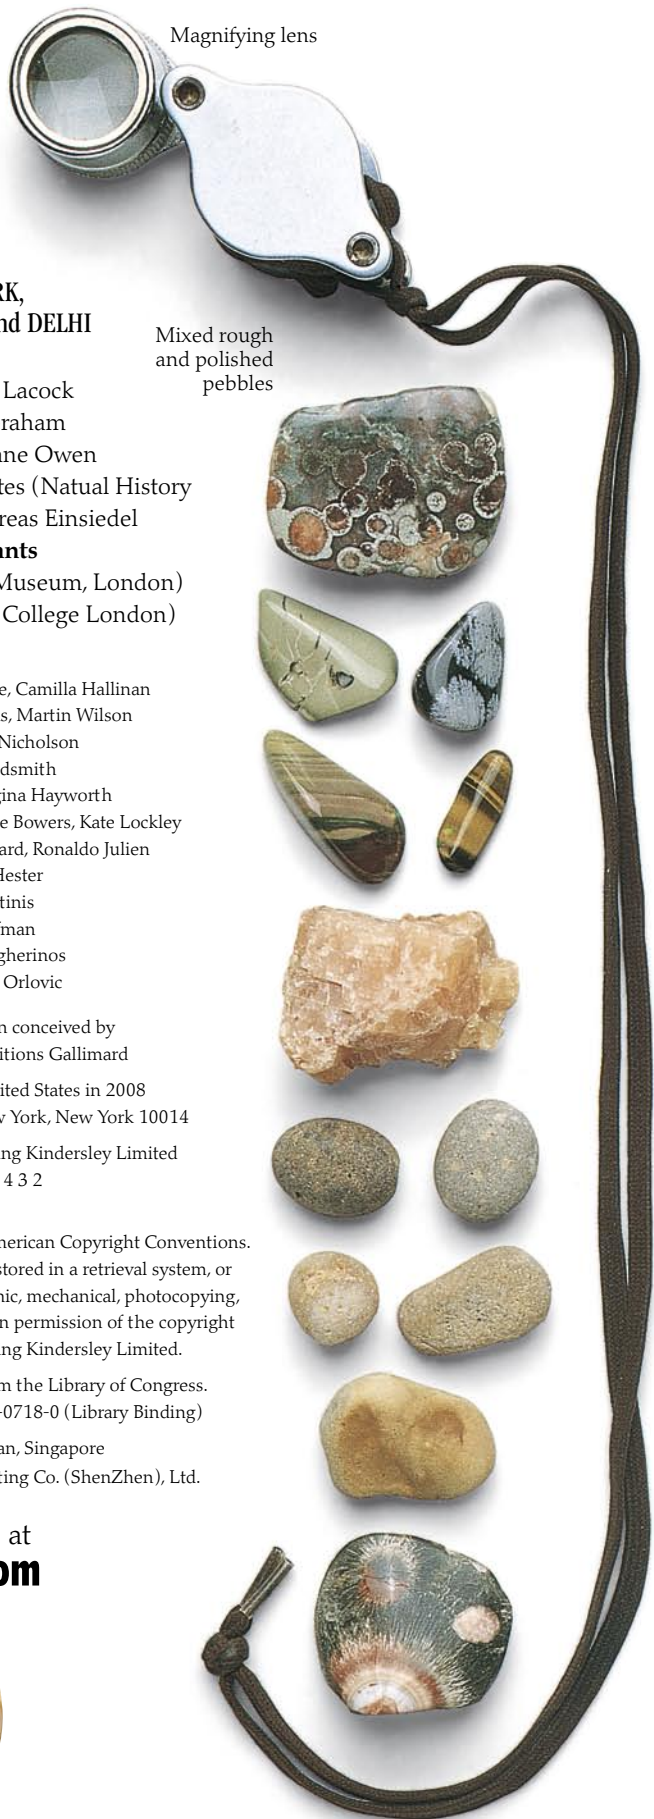 Magnifying lens
RK,
nd DELHI
Mixed rough
and polished
pebbles
Lacock
raham
ne Owen
tes (Natual History
reas Einsiedel
ants
Museum, London)
College London)
e, Camilla Hallinan
s, Martin Wilson
Nicholson
dsmith
gina Hayworth
e Bowers, Kate Lockley
ard, Ronaldo Julien
Hester
tinis
fman
gherinos
Orlovic
n conceived by
itions Gallimard
ited States in 2008
w York, New York 10014
ng Kindersley Limited
4 3 2
merican Copyright Conventions.
stored in a retrieval system, or
nic, mechanical, photocopying,
n permission of the copyright
ng Kindersley Limited.
m the Library of Congress.
-0718-0 (Library Binding)
an, Singapore
ting Co. (ShenZhen), Ltd.
at
om